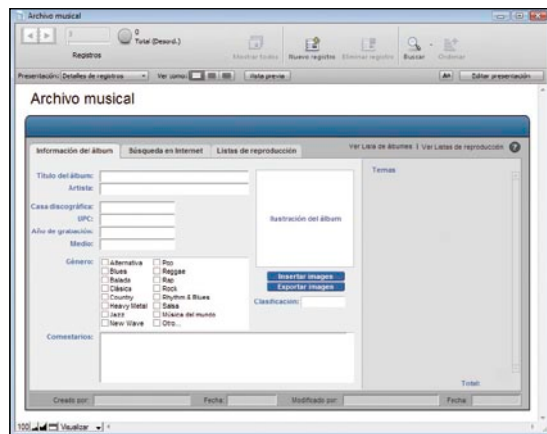 Archivo musical
0
Total (Desord.)
Registros
Mostrar todos
Nuevo registro
Eliminar registro
Buscar
Ordenar
Presentación: Detalles de registros
Ver como:
Vista previa
Aa
Editar presentación
Archivo musical
Información del álbum
Búsqueda en Internet
Listas de reproducción
Ver Lista de álbumes | Ver Listas de reproducción ?
Título del álbum:
Artista:
Casa discográfica:
UPC:
Año de grabación:
Medio:
Género:
Alternativa
Pop
Blues
Reggae
Balada
Rap
Clásica
Rock
Country
Rhythm & Blues
Heavy Metal
Salsa
Jazz
Música del mundo
New Wave
Otro...
Ilustración del álbum
Insertar images
Exportar images
Clasificación:
Comentarios:
Temas
Total:
Creado por:
Fecha:
Modificado por:
Fecha:
100
Visualizar